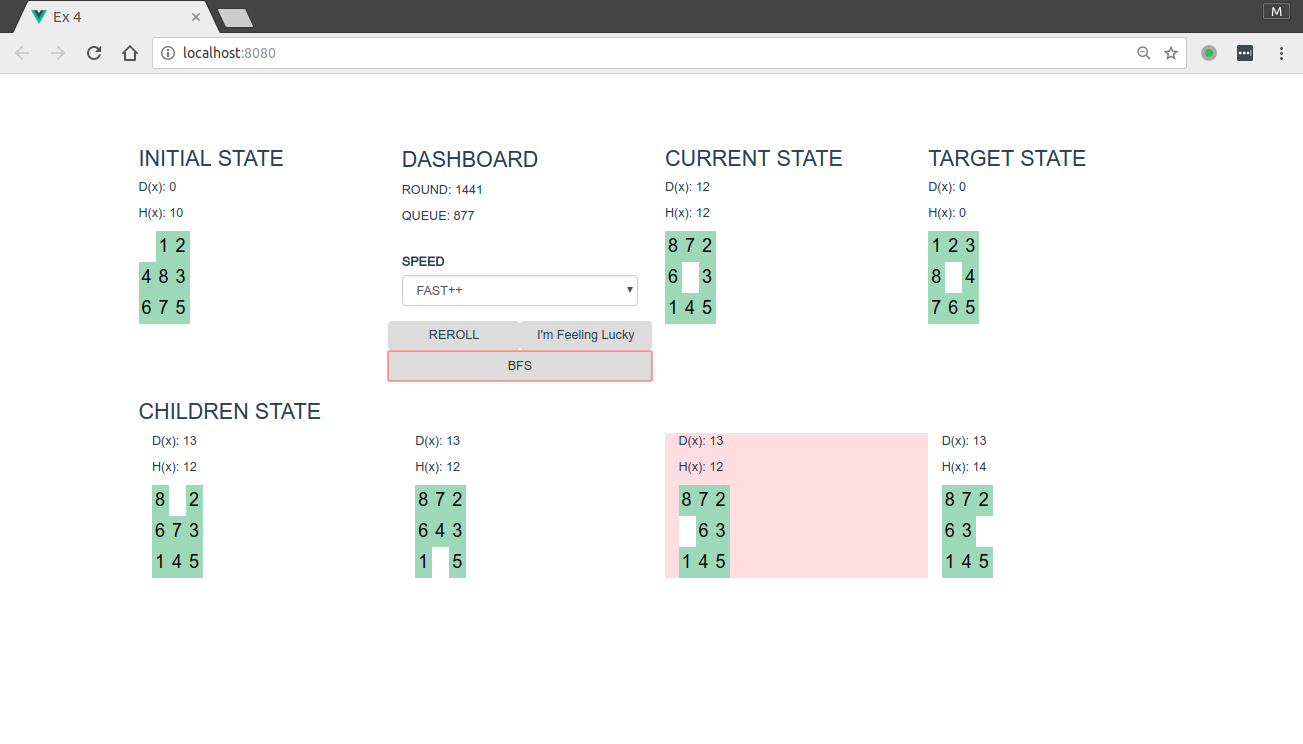 Ex 4
M
localhost:8080
INITIAL STATE
D(x): 0
H(x): 10
1 2
4 8 3
6 7 5
DASHBOARD
ROUND: 1441
QUEUE: 877
SPEED
FAST++
REROLL
I'm Feeling Lucky
BFS
CURRENT STATE
D(x): 12
H(x): 12
8 7 2
6 3
1 4 5
TARGET STATE
D(x): 0
H(x): 0
1 2 3
8 4
7 6 5
CHILDREN STATE
D(x): 13
H(x): 12
8 2
6 7 3
1 4 5
D(x): 13
H(x): 12
8 7 2
6 4 3
1 5
D(x): 13
H(x): 12
8 7 2
6 3
1 4 5
D(x): 13
H(x): 14
8 7 2
6 3
1 4 5